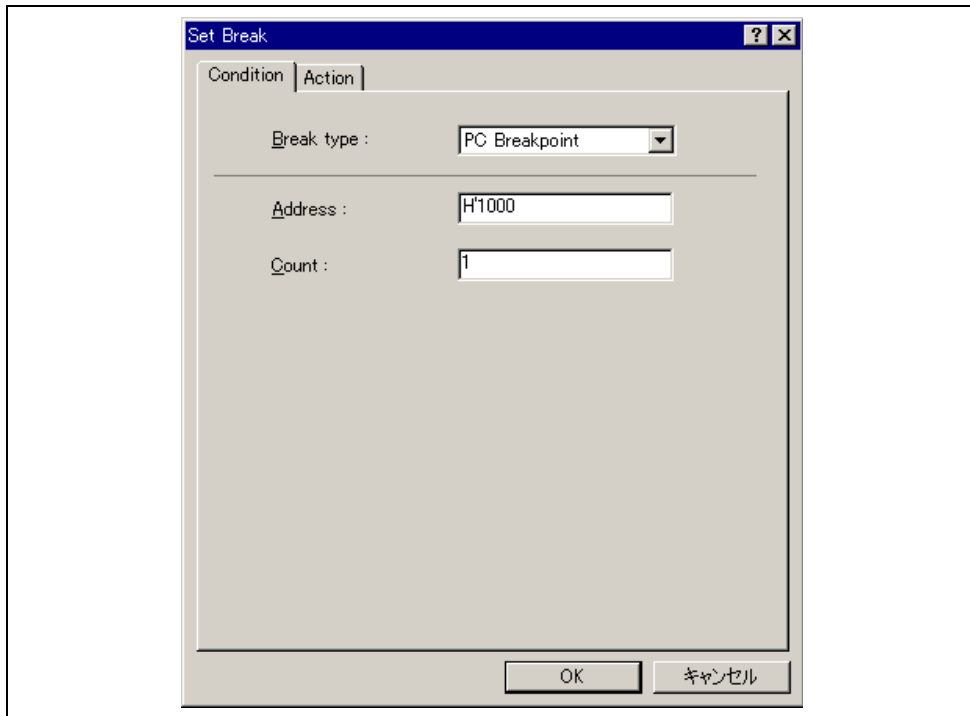 Set Break
Condition Action
Break type : PC Breakpoint
Address : H'1000
Count : 1
OK キャンセル